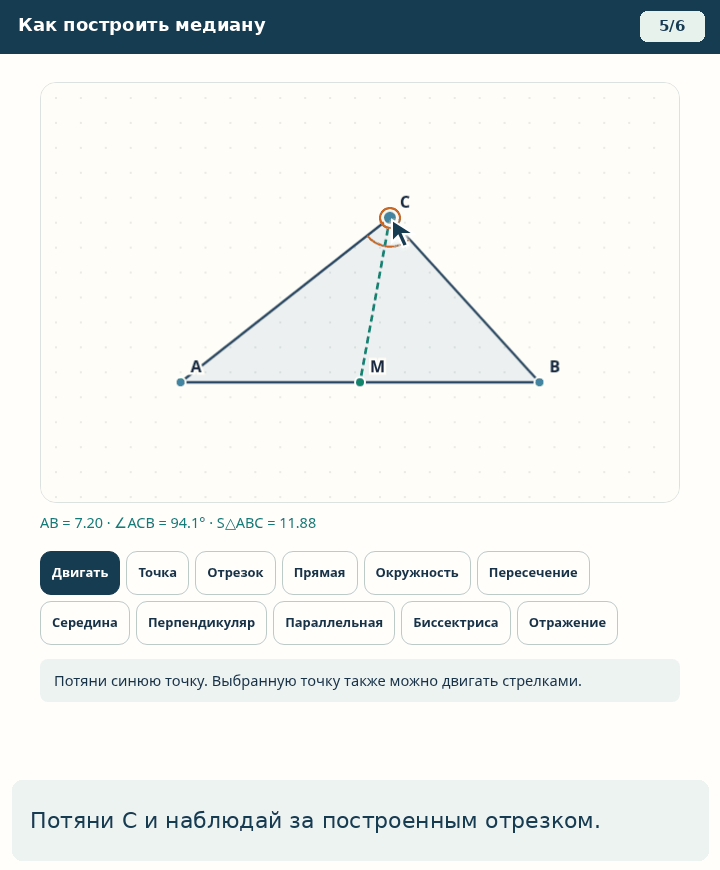 Как построить медиану
5/6
C
A
M
B
AB = 7.20 · ∠ACB = 94.1° · S△ABC = 11.88
Двигать Точка Отрезок Прямая Окружность Пересечение
Середина Перпендикуляр Параллельная Биссектриса Отражение
Потяни синюю точку. Выбранную точку также можно двигать стрелками.
Потяни C и наблюдай за построенным отрезком.